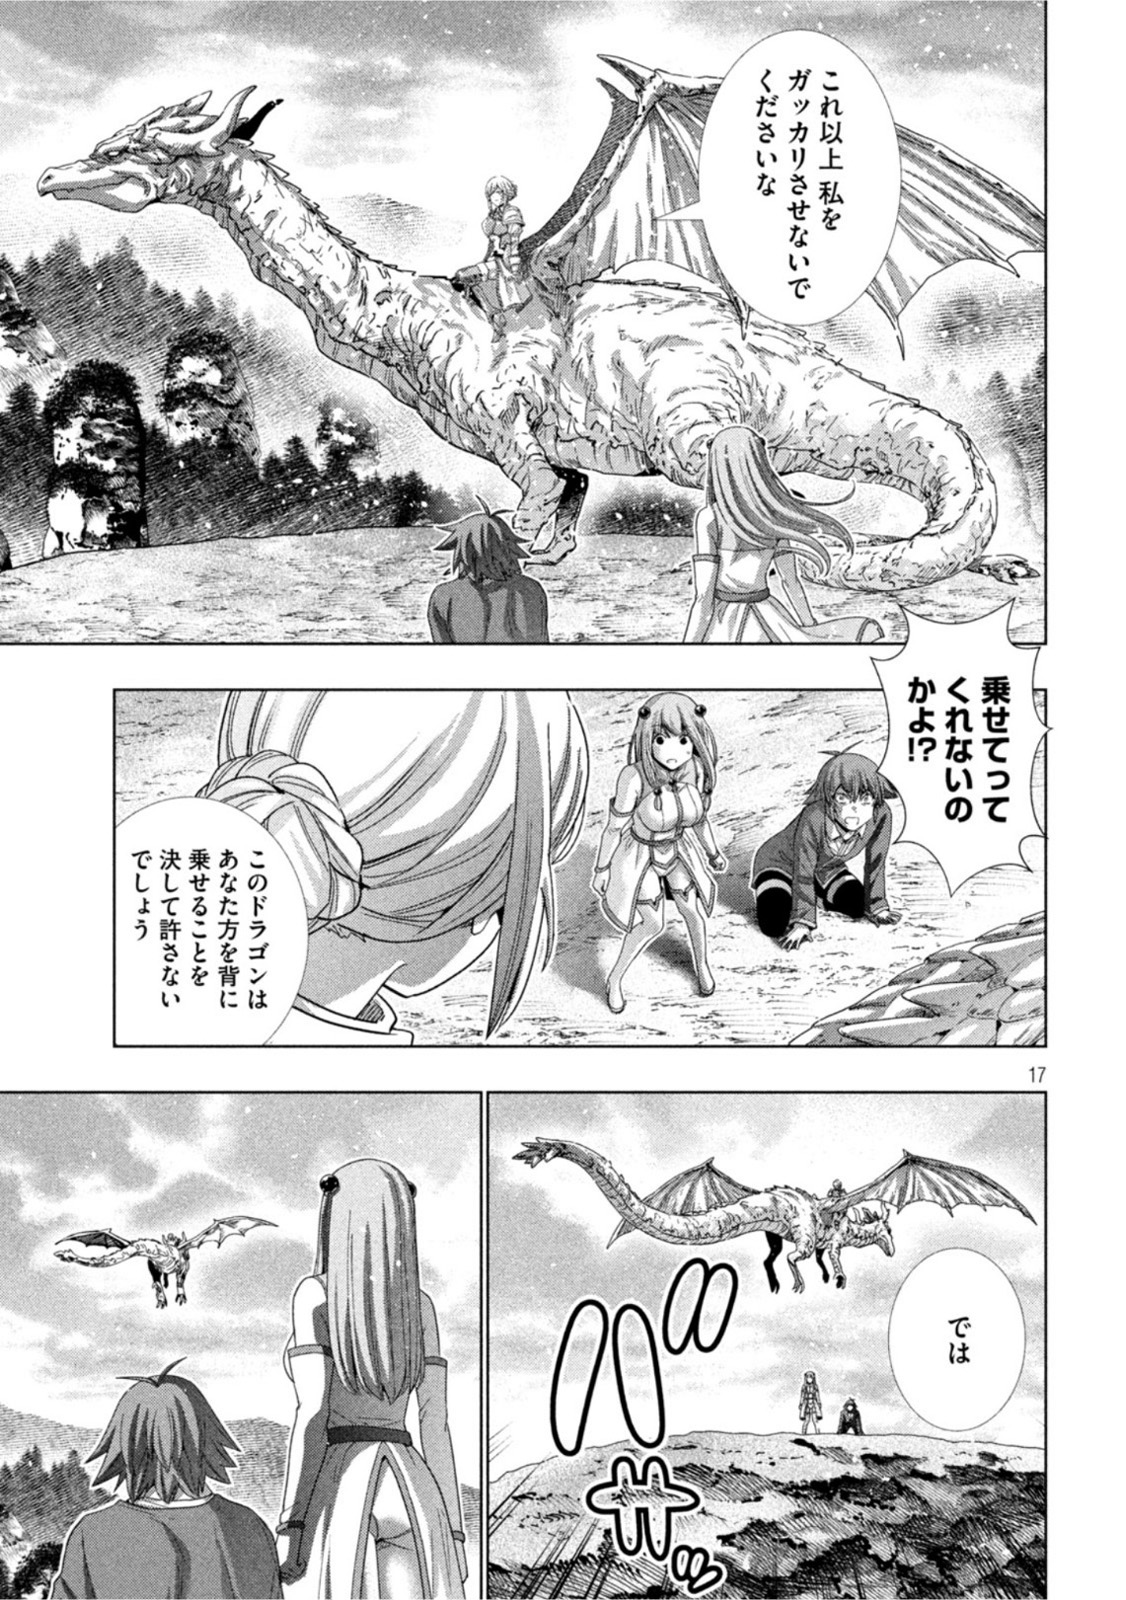 これ以上 私を
ガッカリさせないで
くださいな
乗せてって
くれないの
かよ!?
このドラゴンは
あなた方を背に
乗せることを
決して許さない
でしょう
17
では
バサッ